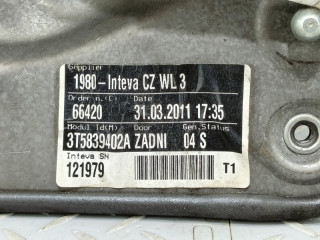 Supplier
1980-Inteva CZ WL 3
Order n.(C) Date
66420 31.03.2011 17:35
Modul Id(M) Door Gen.Status
3T5839402A ZADNI 04 S
Inteva SN
121979 T1